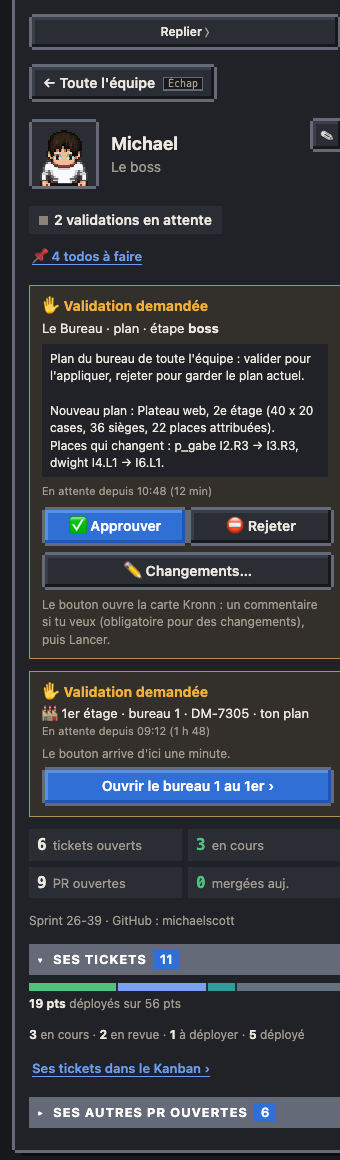 Replier ›
← Toute l'équipe Échap
Michael
Le boss
2 validations en attente
📌 4 todos à faire
✋ Validation demandée
Le Bureau · plan · étape boss
Plan du bureau de toute l'équipe : valider pour
l'appliquer, rejeter pour garder le plan actuel.
Nouveau plan : Plateau web, 2e étage (40 x 20
cases, 36 sièges, 22 places attribuées).
Places qui changent : p_gabe I2.R3 → I3.R3,
dwight I4.L1 → I6.L1.
En attente depuis 10:48 (12 min)
✅ Approuver
⛔ Rejeter
✏️ Changements...
Le bouton ouvre la carte Kronn : un commentaire
si tu veux (obligatoire pour des changements),
puis Lancer.
✋ Validation demandée
🏭 1er étage · bureau 1 · DM-7305 · ton plan
En attente depuis 09:12 (1 h 48)
Le bouton arrive d'ici une minute.
Ouvrir le bureau 1 au 1er ›
6 tickets ouverts
3 en cours
9 PR ouvertes
0 mergées auj.
Sprint 26-39 · GitHub : michaelscott
▾ SES TICKETS 11
19 pts déployés sur 56 pts
3 en cours · 2 en revue · 1 à déployer · 5 déployé
Ses tickets dans le Kanban ›
▸ SES AUTRES PR OUVERTES 6